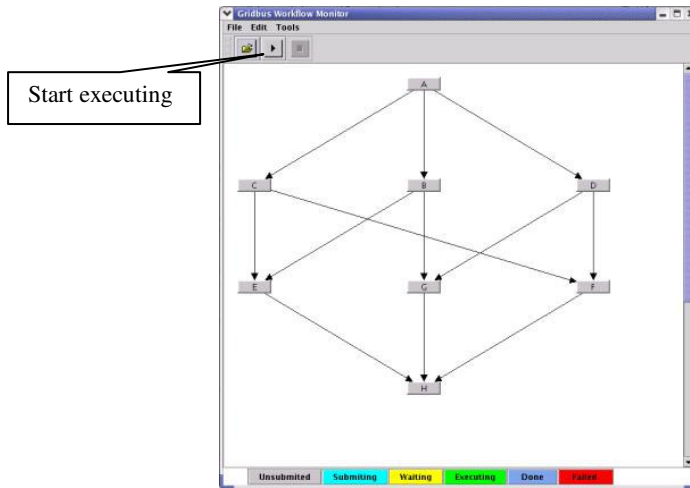 Gridbus Workflow Monitor
File Edit Tools
Start executing
A
C B D
E G F
H
Unsubmited Submiting Waiting Executing Done Failed